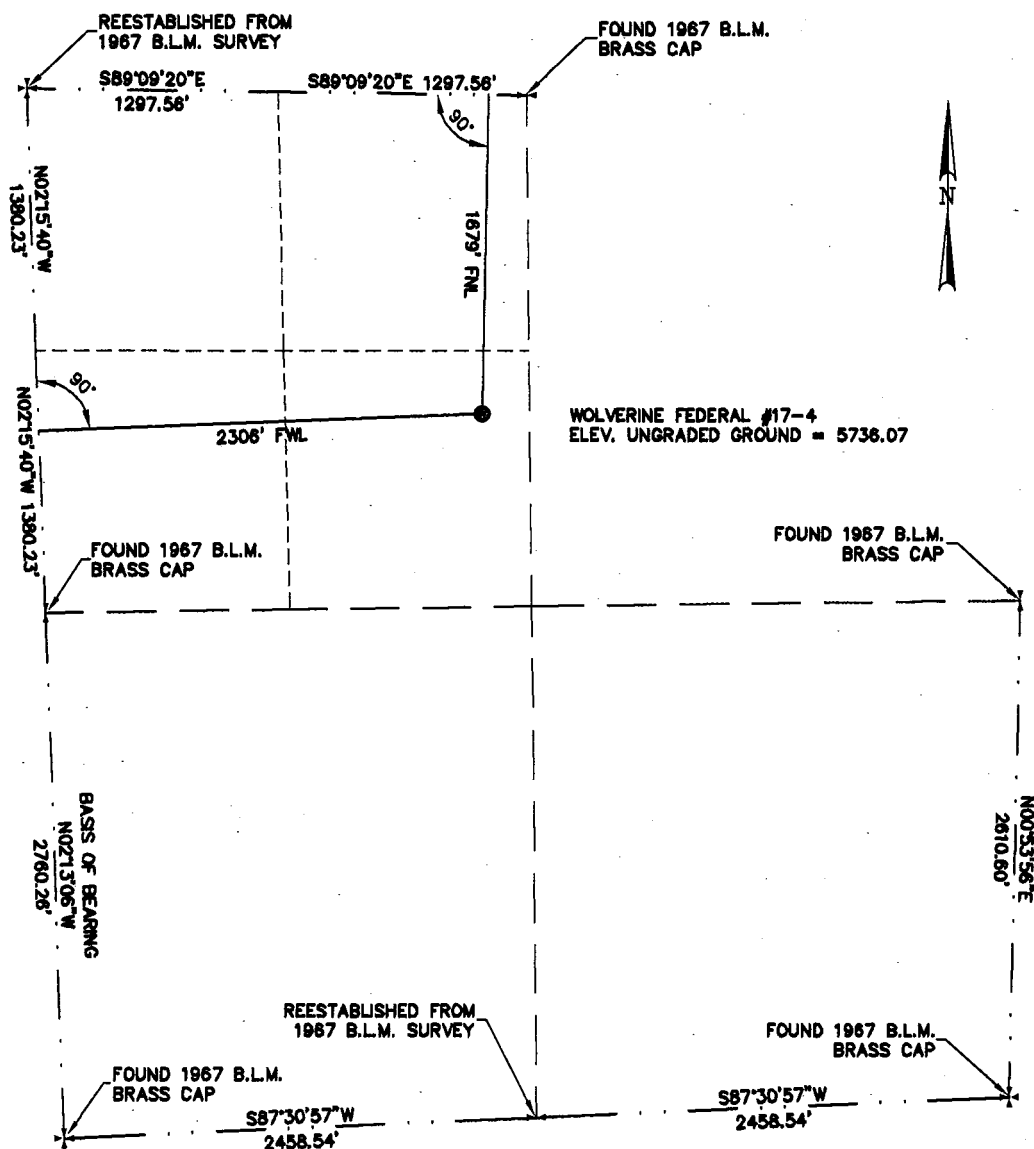 REESTABLISHED FROM
1967 B.L.M. SURVEY
FOUND 1967 B.L.M.
BRASS CAP
S89°09'20"E
1297.56'
S89°09'20"E 1297.56'
90°
N02°15'40"W
1380.23'
1679' FNL
N
90°
N02°15'40"W 1380.23'
2306' FWL
WOLVERINE FEDERAL #17-4
ELEV. UNGRADED GROUND = 5736.07
FOUND 1967 B.L.M.
BRASS CAP
FOUND 1967 B.L.M.
BRASS CAP
BASIS OF BEARING
N02°13'06"W
2760.26'
N00°53'56"E
2610.60'
REESTABLISHED FROM
1967 B.L.M. SURVEY
FOUND 1967 B.L.M.
BRASS CAP
FOUND 1967 B.L.M.
BRASS CAP
S87°30'57"W
2458.54'
S87°30'57"W
2458.54'